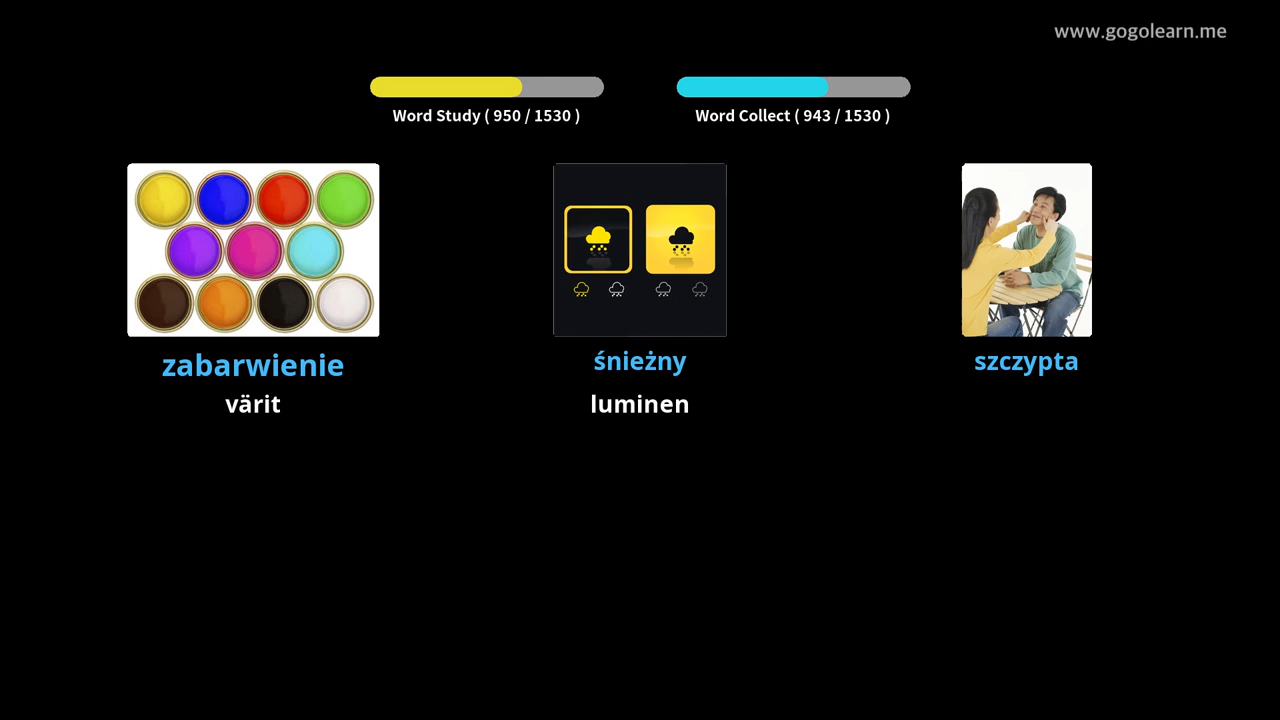 www.gogolearn.me
Word Study ( 950 / 1530 )
Word Collect ( 943 / 1530 )
zabarwienie
śnieżny
szczypta
värit
luminen